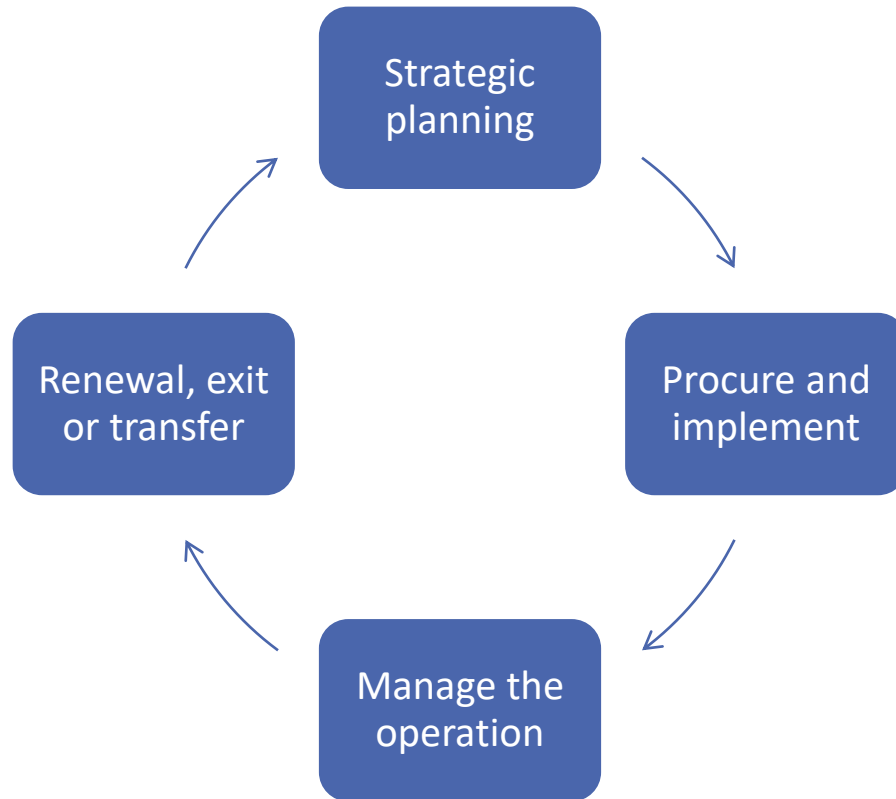 Strategic
planning
Procure and
implement
Manage the
operation
Renewal, exit
or transfer